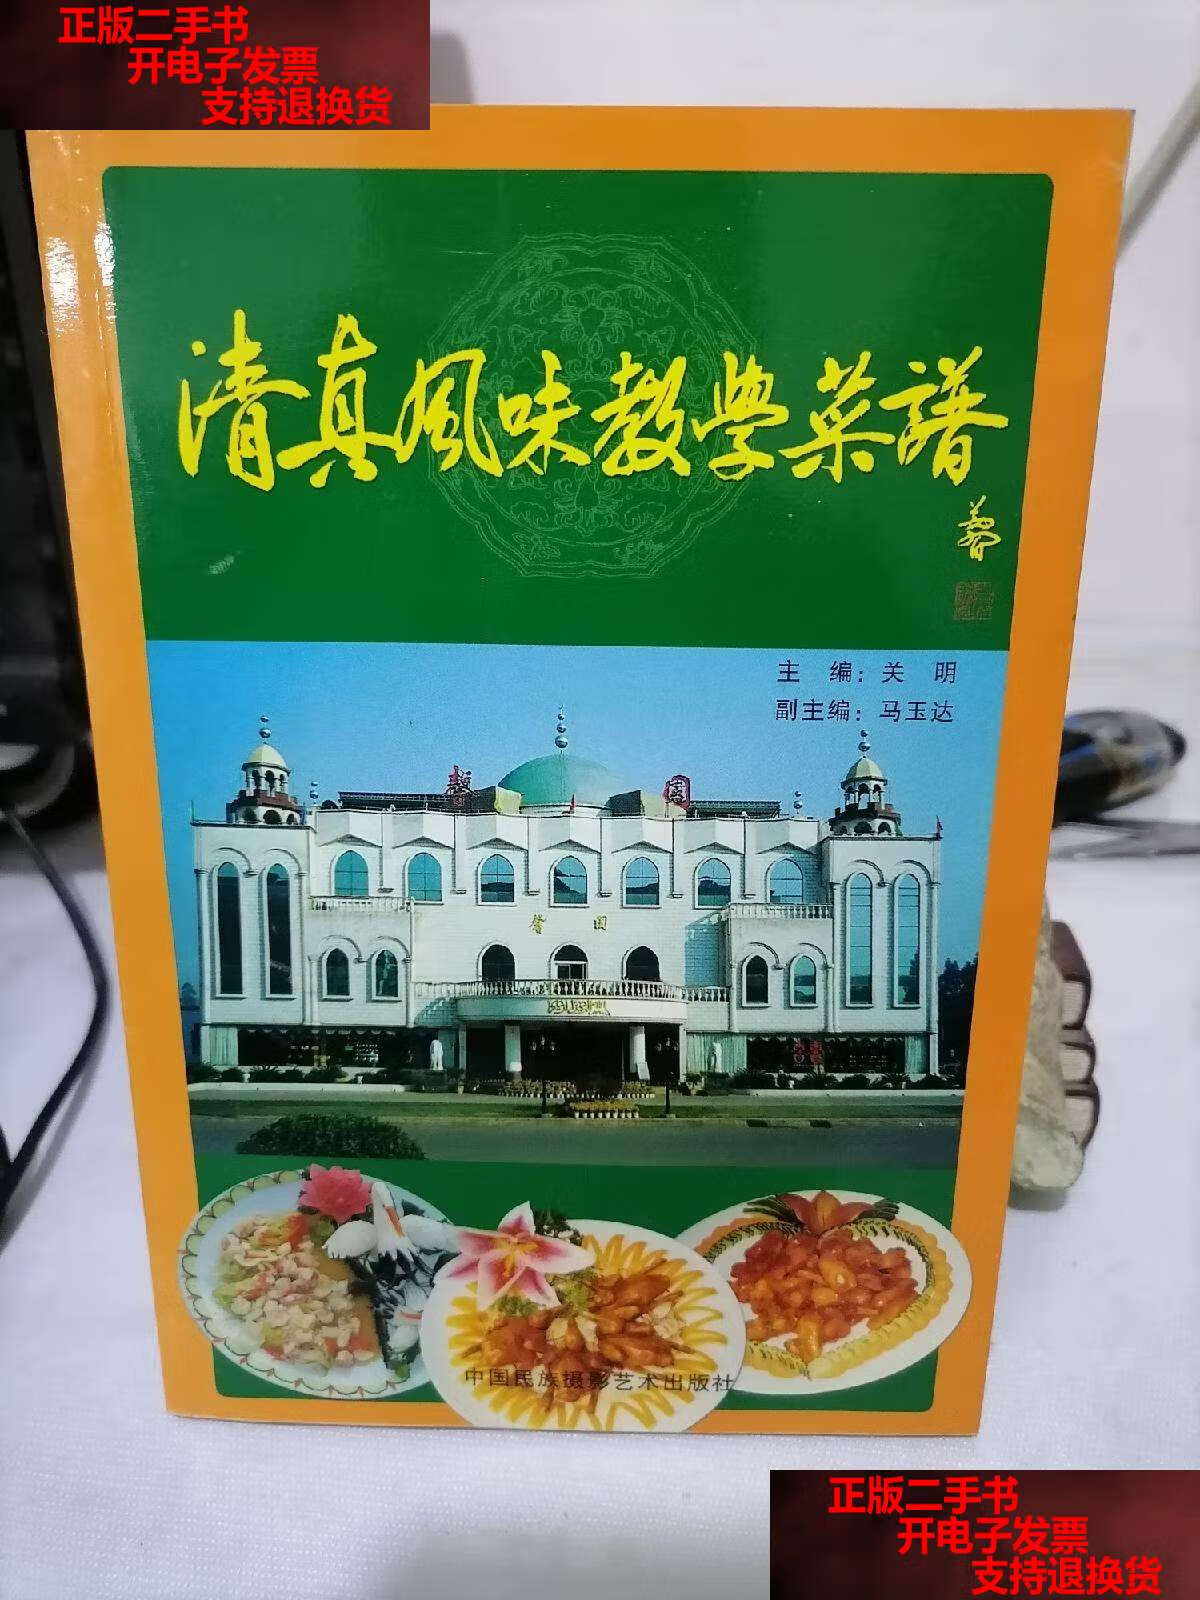 正版二手书
开电子发票
支持退换货
清真风味教學菜譜
主 编：关 明
副主编：马玉达
馨 园
中国民族摄影艺术出版社
正版二手书
开电子发票
支持退换货